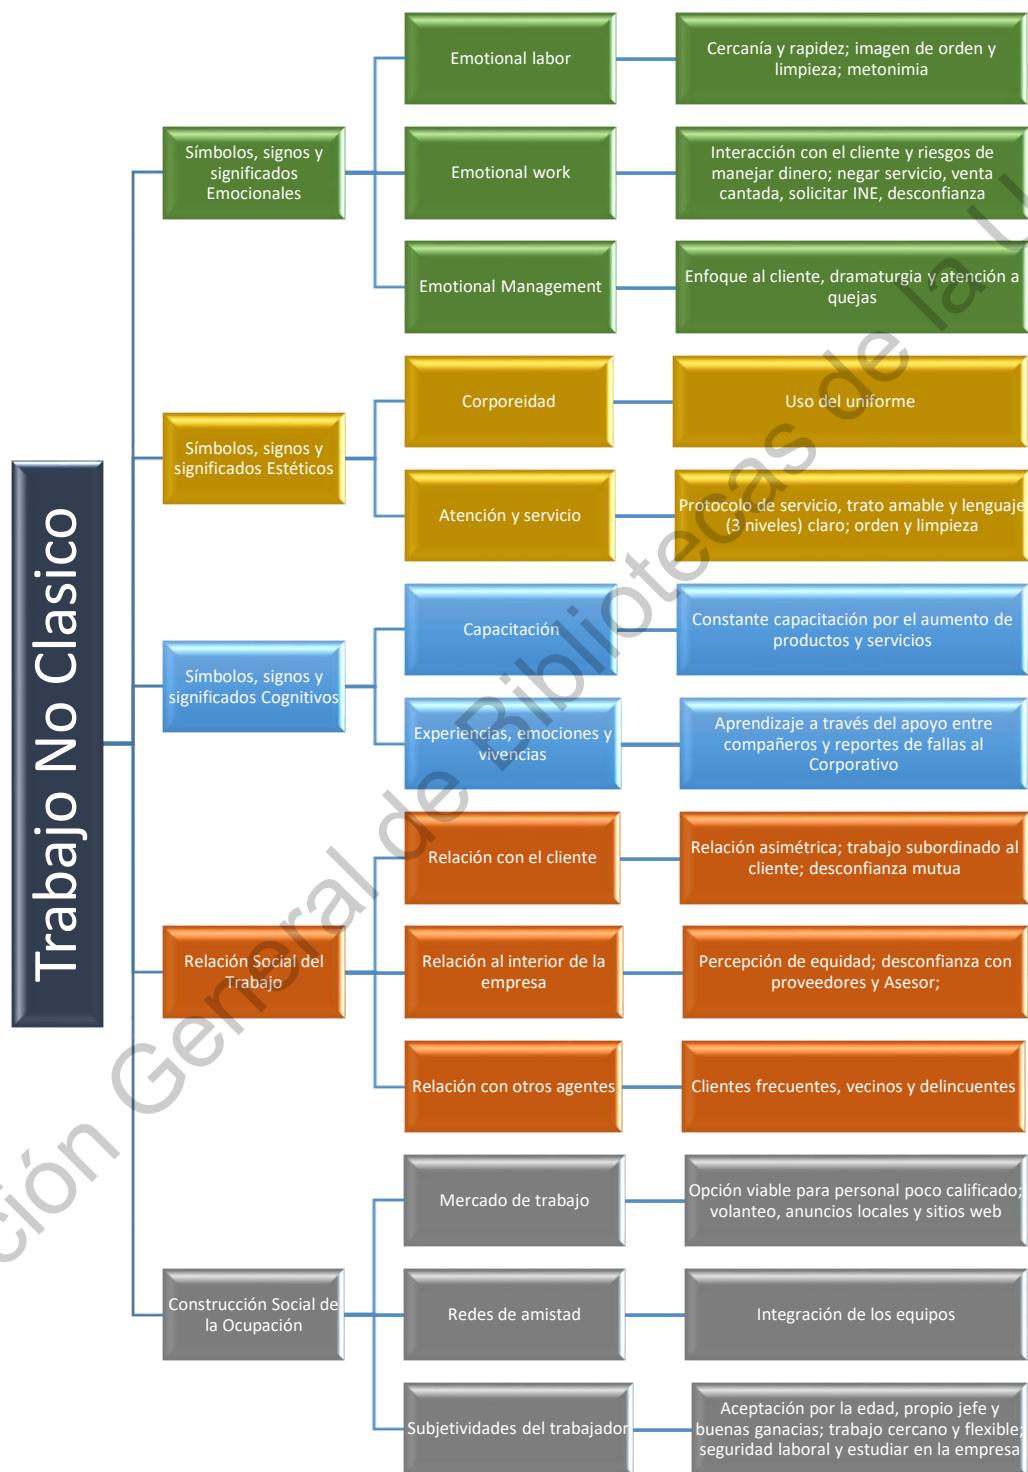 Trabajo No Clasico
Símbolos, signos y
significados
Emocionales
Emotional labor
Cercanía y rapidez; imagen de orden y
limpieza; metonimia
Emotional work
Interacción con el cliente y riesgos de
manejar dinero; negar servicio, venta
cantada, solicitar INE, desconfianza
Emotional Management
Enfoque al cliente, dramaturgia y atención a
quejas
Símbolos, signos y
significados Estéticos
Corporeidad
Uso del uniforme
Atención y servicio
Protocolo de servicio, trato amable y lenguaje
(3 niveles) claro; orden y limpieza
Símbolos, signos y
significados Cognitivos
Capacitación
Constante capacitación por el aumento de
productos y servicios
Experiencias, emociones y
vivencias
Aprendizaje a través del apoyo entre
compañeros y reportes de fallas al
Corporativo
Relación Social del
Trabajo
Relación con el cliente
Relación asimétrica; trabajo subordinado al
cliente; desconfianza mutua
Relación al interior de la
empresa
Percepción de equidad; desconfianza con
proveedores y Asesor;
Relación con otros agentes
Clientes frecuentes, vecinos y delincuentes
Construcción Social de
la Ocupación
Mercado de trabajo
Opción viable para personal poco calificado;
volanteo, anuncios locales y sitios web
Redes de amistad
Integración de los equipos
Subjetividades del trabajador
Aceptación por la edad, propio jefe y
buenas ganacias; trabajo cercano y flexible;
seguridad laboral y estudiar en la empresa
General de Bibliotecas de la